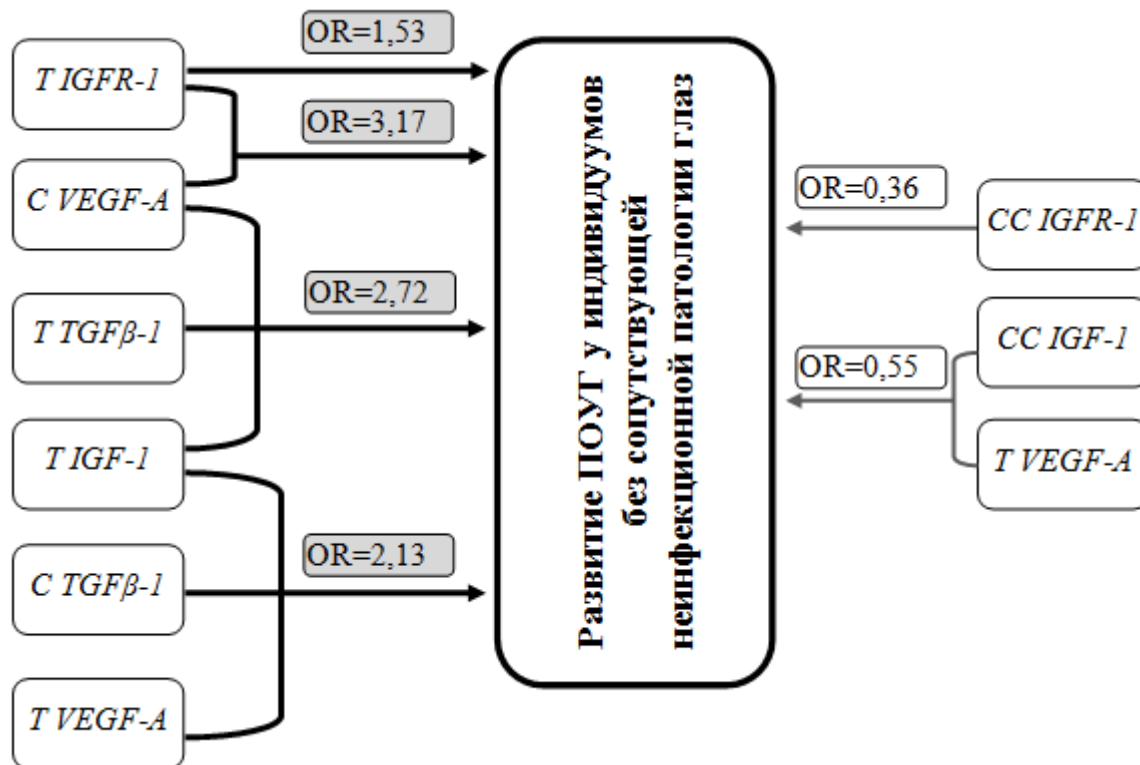 T IGFR-1
C VEGF-A
T TGFβ-1
T IGF-1
C TGFβ-1
T VEGF-A
OR=1,53
OR=3,17
OR=2,72
OR=2,13
Развитие ПОУГ у индивидуумов
без сопутствующей
неинфекционной патологии глаз
OR=0,36
OR=0,55
CC IGFR-1
CC IGF-1
T VEGF-A